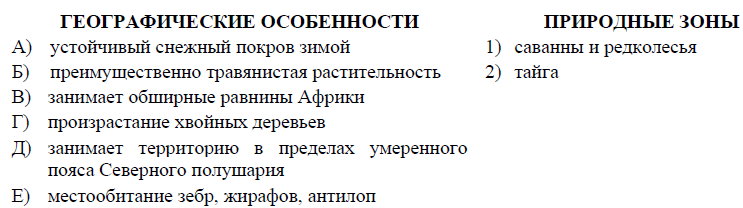 ГЕОГРАФИЧЕСКИЕ ОСОБЕННОСТИ
А) устойчивый снежный покров зимой
Б) преимущественно травянистая растительность
В) занимает обширные равнины Африки
Г) произрастание хвойных деревьев
Д) занимает территорию в пределах умеренного
пояса Северного полушария
Е) местообитание зебр, жирафов, антилоп
ПРИРОДНЫЕ ЗОНЫ
1) саванны и редколесья
2) тайга